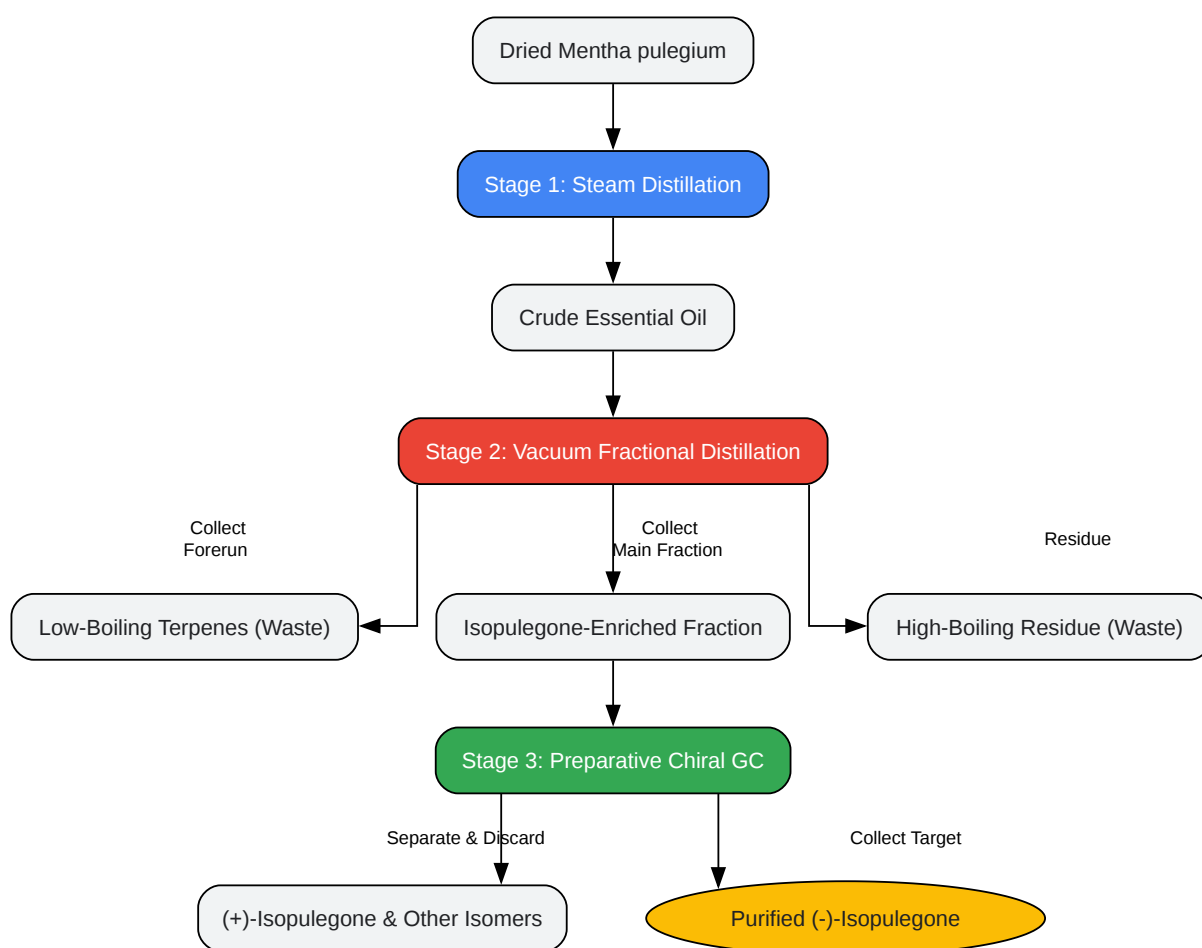 Dried Mentha pulegium
Stage 1: Steam Distillation
Crude Essential Oil
Stage 2: Vacuum Fractional Distillation
Collect
Forerun
Collect
Main Fraction
Residue
Low-Boiling Terpenes (Waste)
Isopulegone-Enriched Fraction
High-Boiling Residue (Waste)
Stage 3: Preparative Chiral GC
Separate & Discard
Collect Target
(+)-Isopulegone & Other Isomers
Purified (-)-Isopulegone